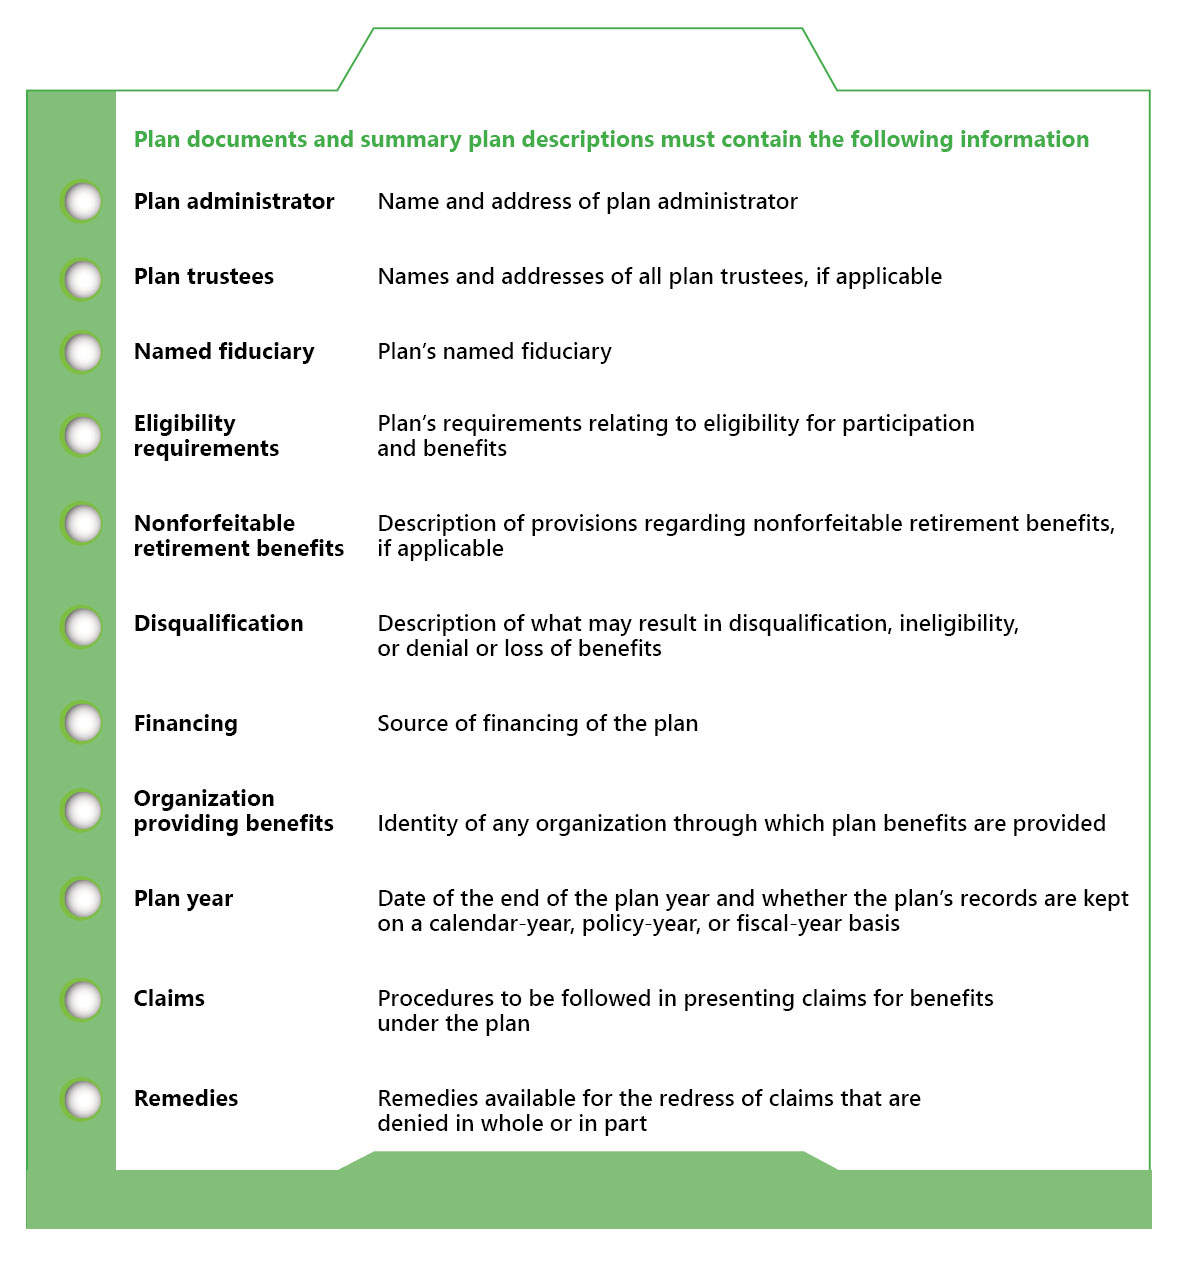 Plan documents and summary plan descriptions must contain the following information
Plan administrator Name and address of plan administrator
Plan trustees Names and addresses of all plan trustees, if applicable
Named fiduciary Plan’s named fiduciary
Eligibility Plan’s requirements relating to eligibility for participation
requirements and benefits
Nonforfeitable Description of provisions regarding nonforfeitable retirement benefits,
retirement benefits if applicable
Disqualification Description of what may result in disqualification, ineligibility,
or denial or loss of benefits
Financing Source of financing of the plan
Organization
providing benefits Identity of any organization through which plan benefits are provided
Plan year Date of the end of the plan year and whether the plan’s records are kept
on a calendar-year, policy-year, or fiscal-year basis
Claims Procedures to be followed in presenting claims for benefits
under the plan
Remedies Remedies available for the redress of claims that are
denied in whole or in part